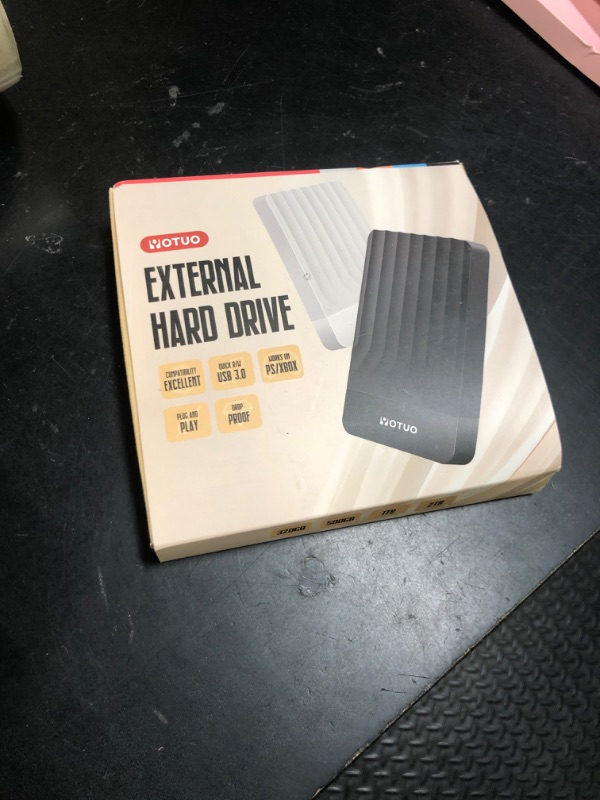 YOTUO
EXTERNAL
HARD DRIVE
COMPATIBILITY
EXCELLENT
QUICK R/W
USB 3.0
WORKS ON
PS/XBOX
PLUG AND
PLAY
DROP
PROOF
YOTUO
320GB
500GB
1TB
2TB